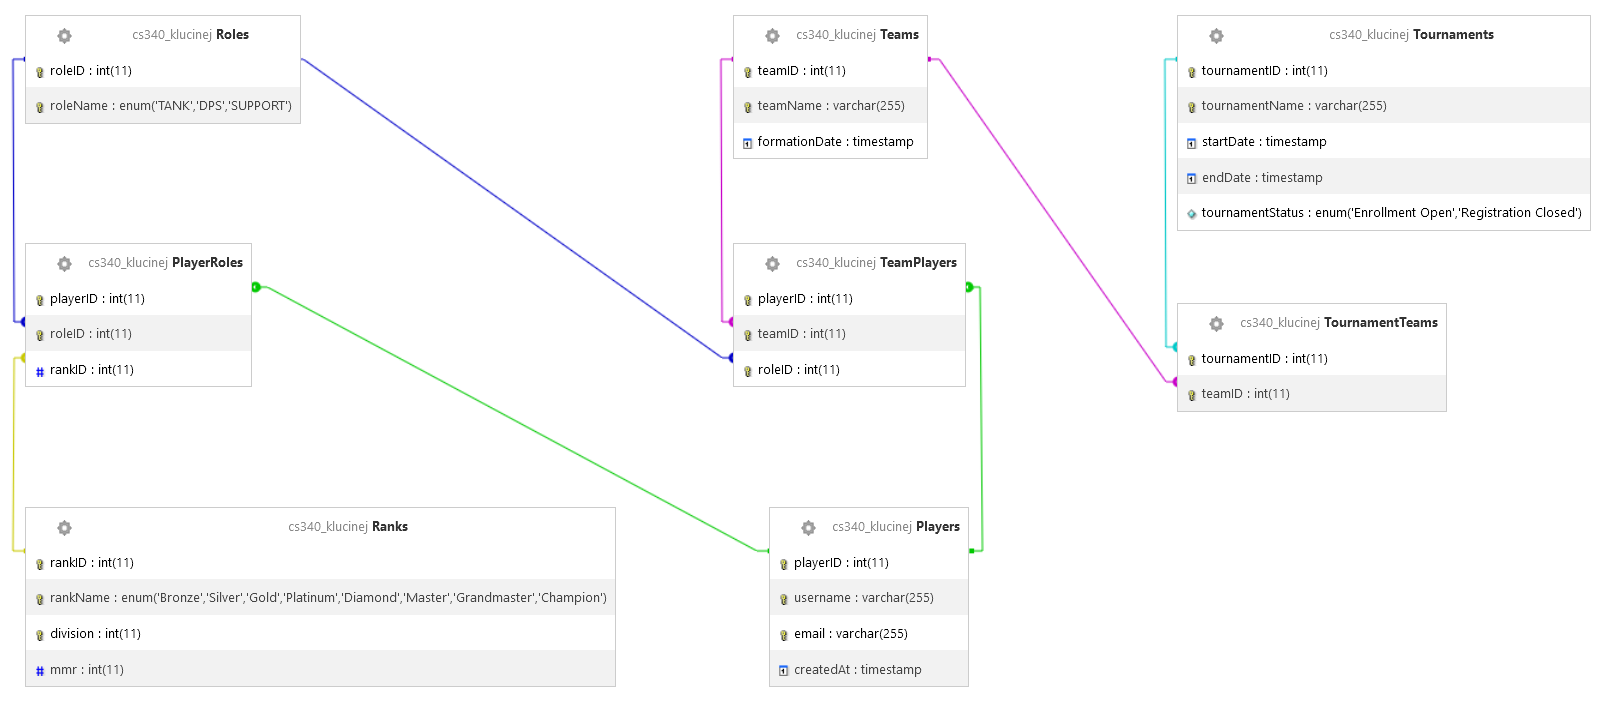 cs340_klucinej Roles
roleID : int(11)
roleName : enum('TANK','DPS','SUPPORT')
cs340_klucinej Teams
teamID : int(11)
teamName : varchar(255)
formationDate : timestamp
cs340_klucinej Tournaments
tournamentID : int(11)
tournamentName : varchar(255)
startDate : timestamp
endDate : timestamp
tournamentStatus : enum('Enrollment Open','Registration Closed')
cs340_klucinej PlayerRoles
playerID : int(11)
roleID : int(11)
rankID : int(11)
cs340_klucinej TeamPlayers
playerID : int(11)
teamID : int(11)
roleID : int(11)
cs340_klucinej TournamentTeams
tournamentID : int(11)
teamID : int(11)
cs340_klucinej Ranks
rankID : int(11)
rankName : enum('Bronze','Silver','Gold','Platinum','Diamond','Master','Grandmaster','Champion')
division : int(11)
mmr : int(11)
cs340_klucinej Players
playerID : int(11)
username : varchar(255)
email : varchar(255)
createdAt : timestamp